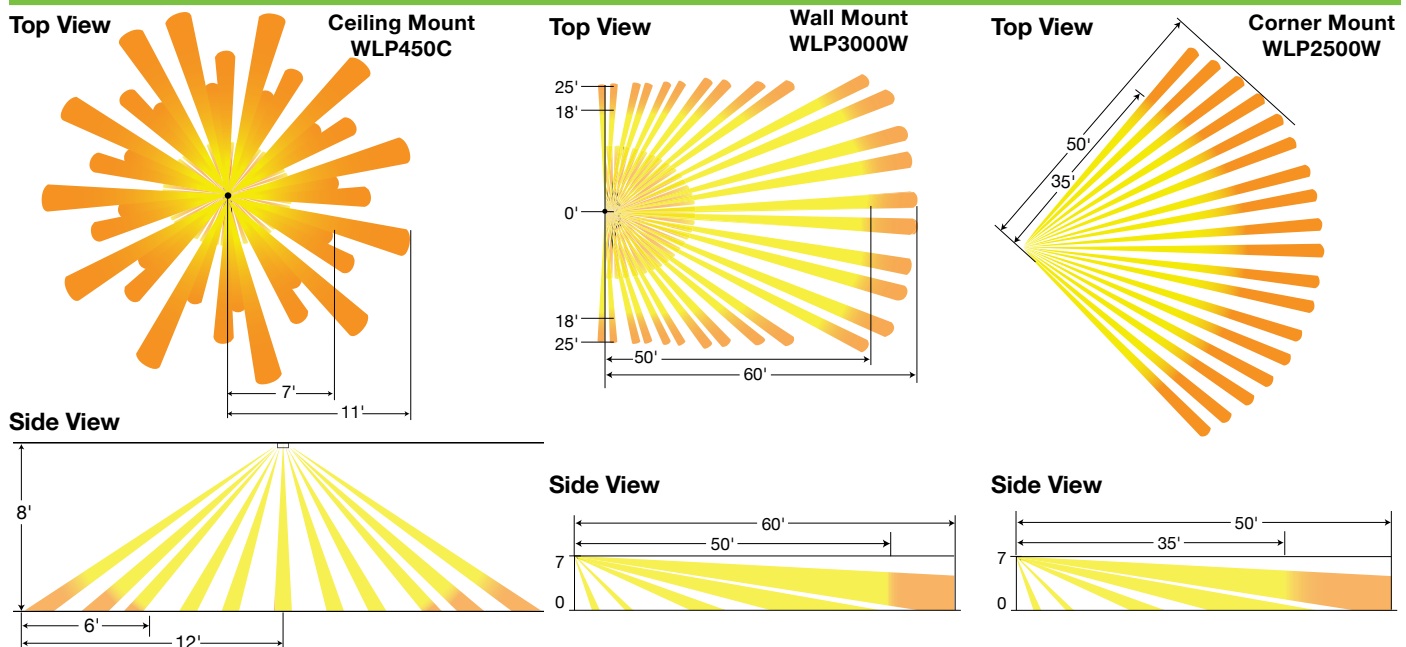 Top View
Ceiling Mount
WLP450C
7'
11'
Side View
8'
6'
12'
Top View
Wall Mount
WLP3000W
25'
18'
0'
18'
25'
50'
60'
Side View
60'
50'
7
0
Top View
Corner Mount
WLP2500W
50'
35'
Side View
50'
35'
7
0